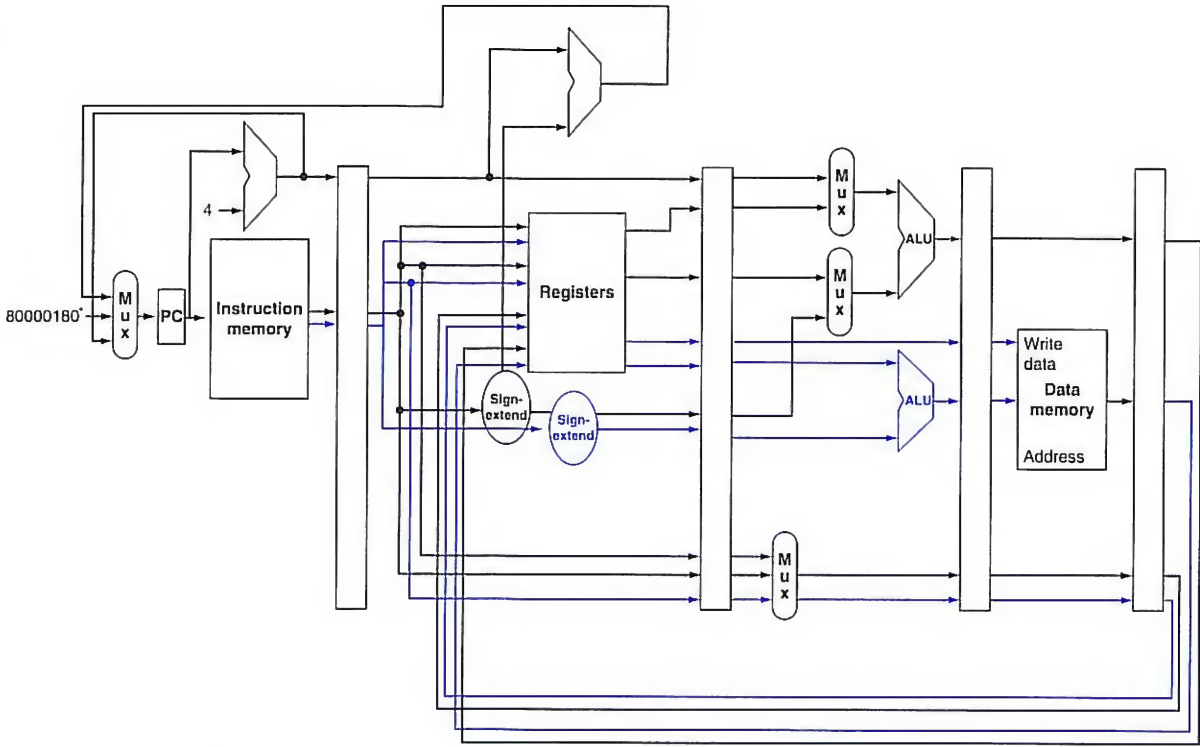 M
u
x
ALU
4
M
u
x
M
u
x
PC
Instruction
memory
Registers
ALU
80000180*
Write
data
Data
memory
Address
Sign-
extend
Sign-
extend
M
u
x